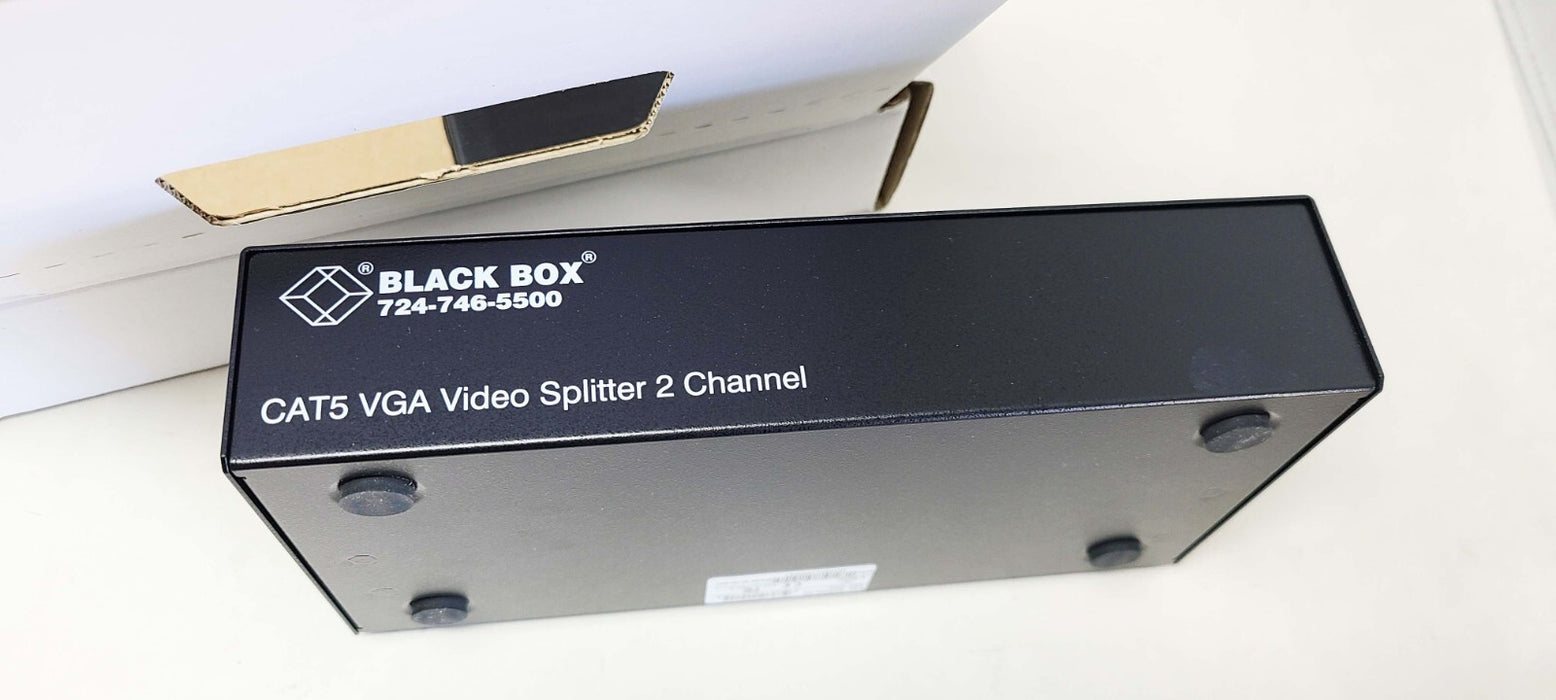 ® BLACK BOX®
724-746-5500
CAT5 VGA Video Splitter 2 Channel